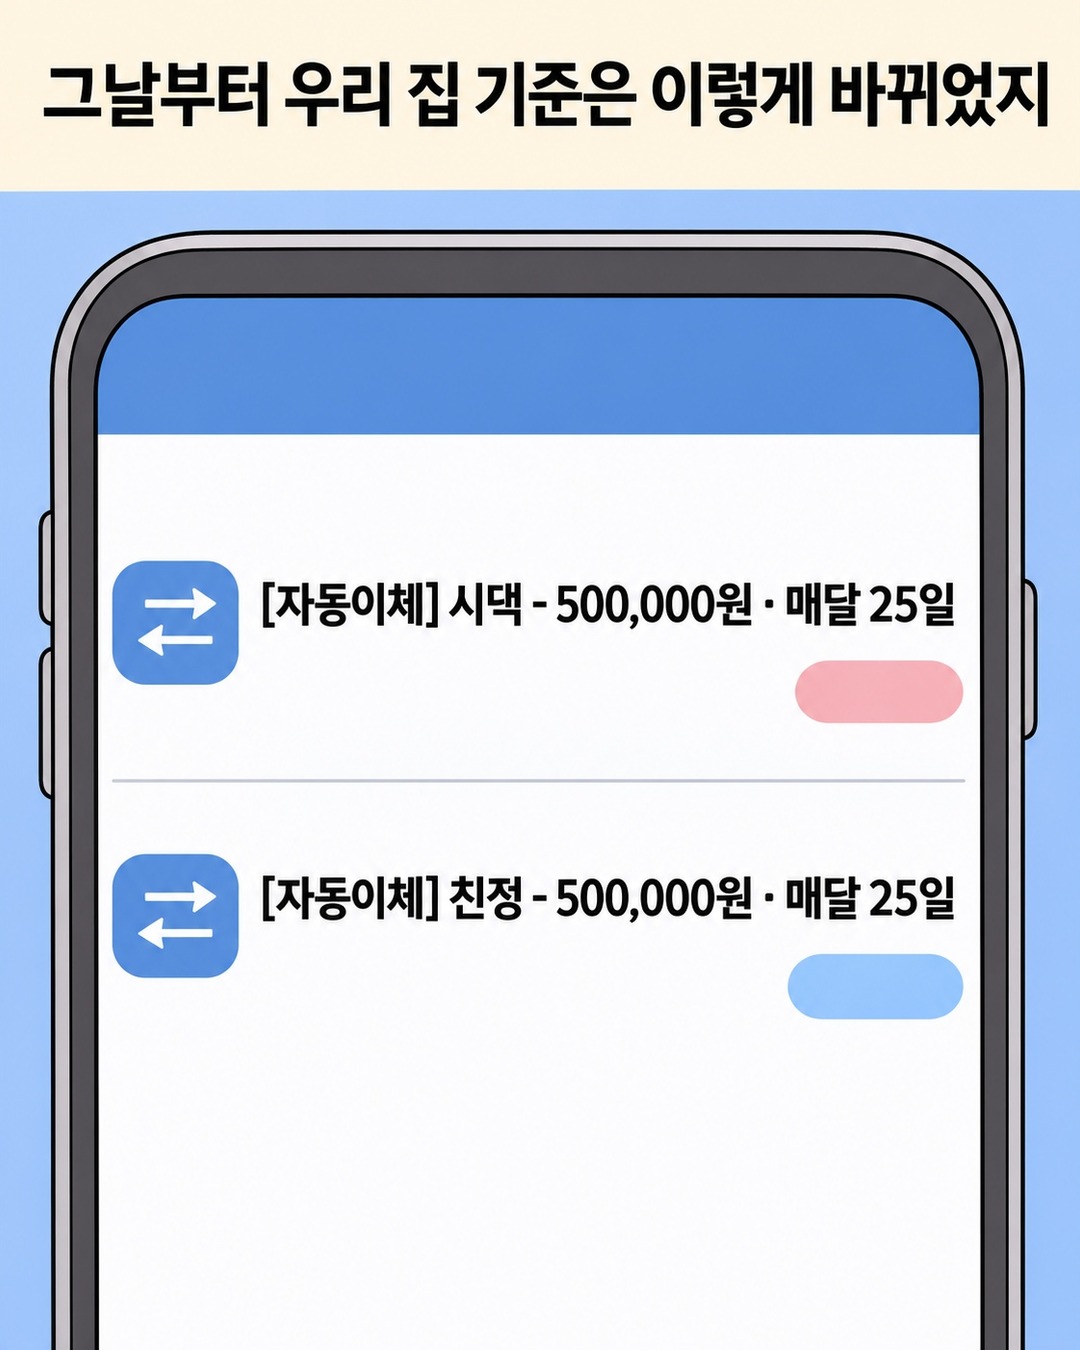 그날부터 우리 집 기준은 이렇게 바뀌었지
[자동이체] 시댁 - 500,000원 · 매달 25일
[자동이체] 친정 - 500,000원 · 매달 25일